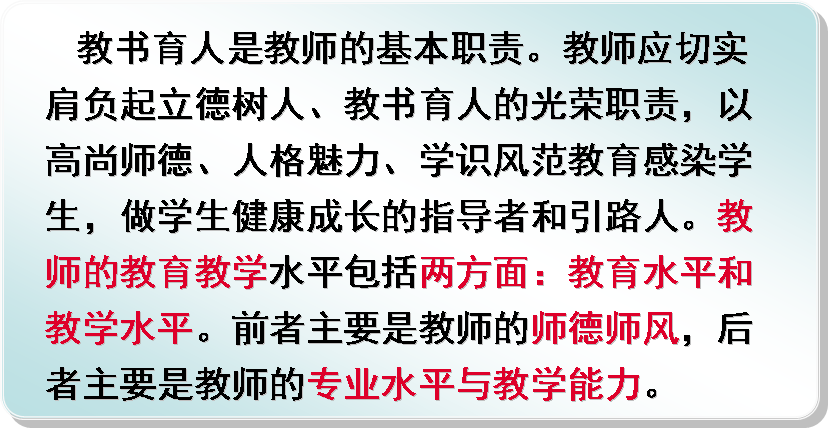 教书育人是教师的基本职责。教师应切实
肩负起立德树人、教书育人的光荣职责，以
高尚师德、人格魅力、学识风范教育感染学
生，做学生健康成长的指导者和引路人。教
师的教育教学水平包括两方面：教育水平和
教学水平。前者主要是教师的师德师风，后
者主要是教师的专业水平与教学能力。